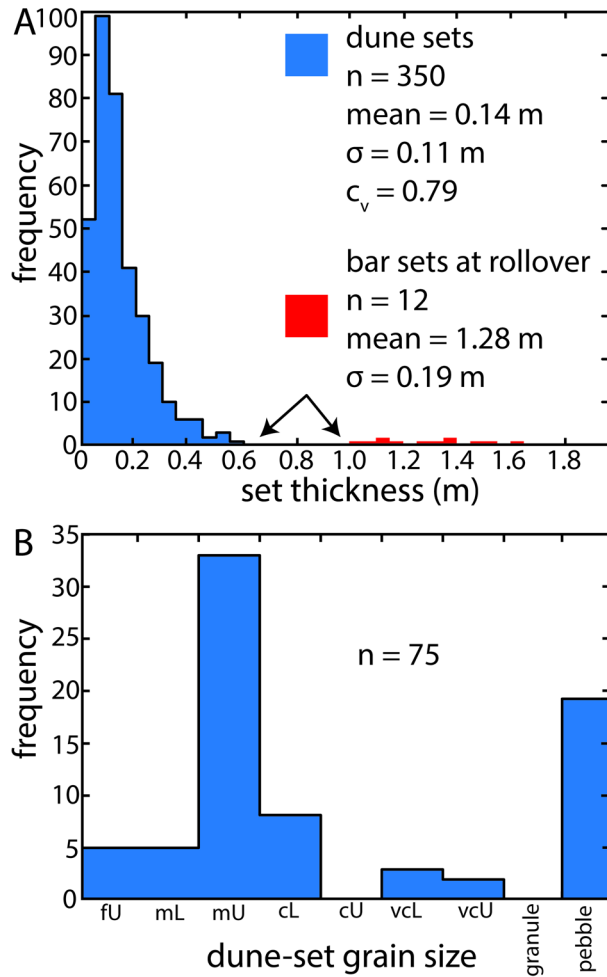 A
100
90
80
70
60
50
40
30
20
10
0
frequency
dune sets
n = 350
mean = 0.14 m
σ = 0.11 m
cv = 0.79
bar sets at rollover
n = 12
mean = 1.28 m
σ = 0.19 m
0 0.2 0.4 0.6 0.8 1.0 1.2 1.4 1.6 1.8
set thickness (m)
B
35
30
25
20
15
10
5
0
frequency
n = 75
fU mL mU cL cU vcL vcU granule pebble
dune-set grain size